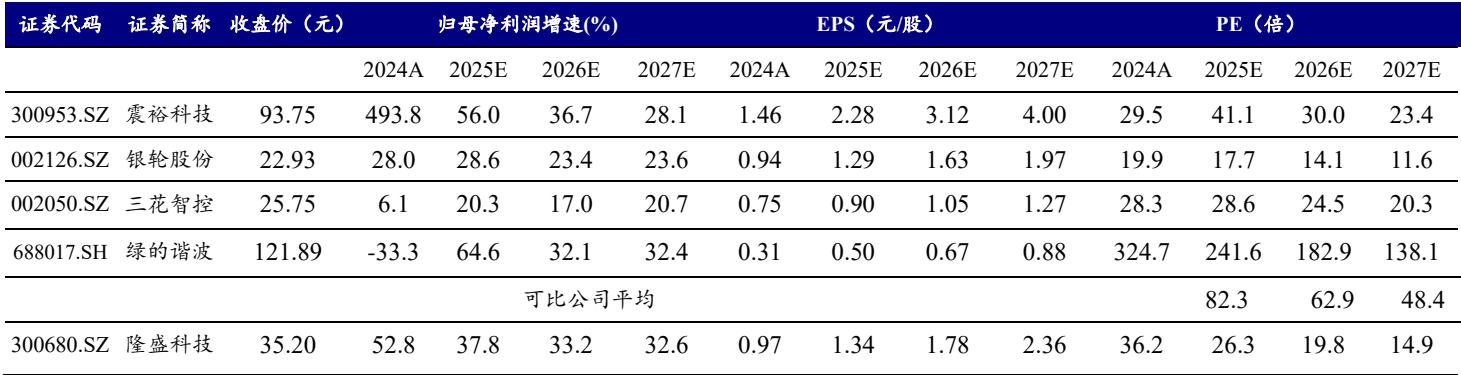 证券代码 证券简称 收盘价（元） 归母净利润增速(%) EPS（元/股） PE（倍）
2024A 2025E 2026E 2027E 2024A 2025E 2026E 2027E 2024A 2025E 2026E 2027E
300953.SZ 震裕科技 93.75 493.8 56.0 36.7 28.1 1.46 2.28 3.12 4.00 29.5 41.1 30.0 23.4
002126.SZ 银轮股份 22.93 28.0 28.6 23.4 23.6 0.94 1.29 1.63 1.97 19.9 17.7 14.1 11.6
002050.SZ 三花智控 25.75 6.1 20.3 17.0 20.7 0.75 0.90 1.05 1.27 28.3 28.6 24.5 20.3
688017.SH 绿的谐波 121.89 -33.3 64.6 32.1 32.4 0.31 0.50 0.67 0.88 324.7 241.6 182.9 138.1
可比公司平均 82.3 62.9 48.4
300680.SZ 隆盛科技 35.20 52.8 37.8 33.2 32.6 0.97 1.34 1.78 2.36 36.2 26.3 19.8 14.9